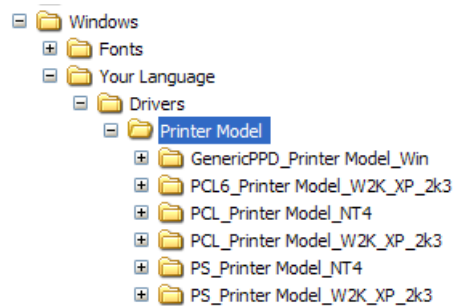 Windows
Fonts
Your Language
Drivers
Printer Model
GenericPPD_Printer Model_Win
PCL6_Printer Model_W2K_XP_2k3
PCL_Printer Model_NT4
PCL_Printer Model_W2K_XP_2k3
PS_Printer Model_NT4
PS_Printer Model_W2K_XP_2k3